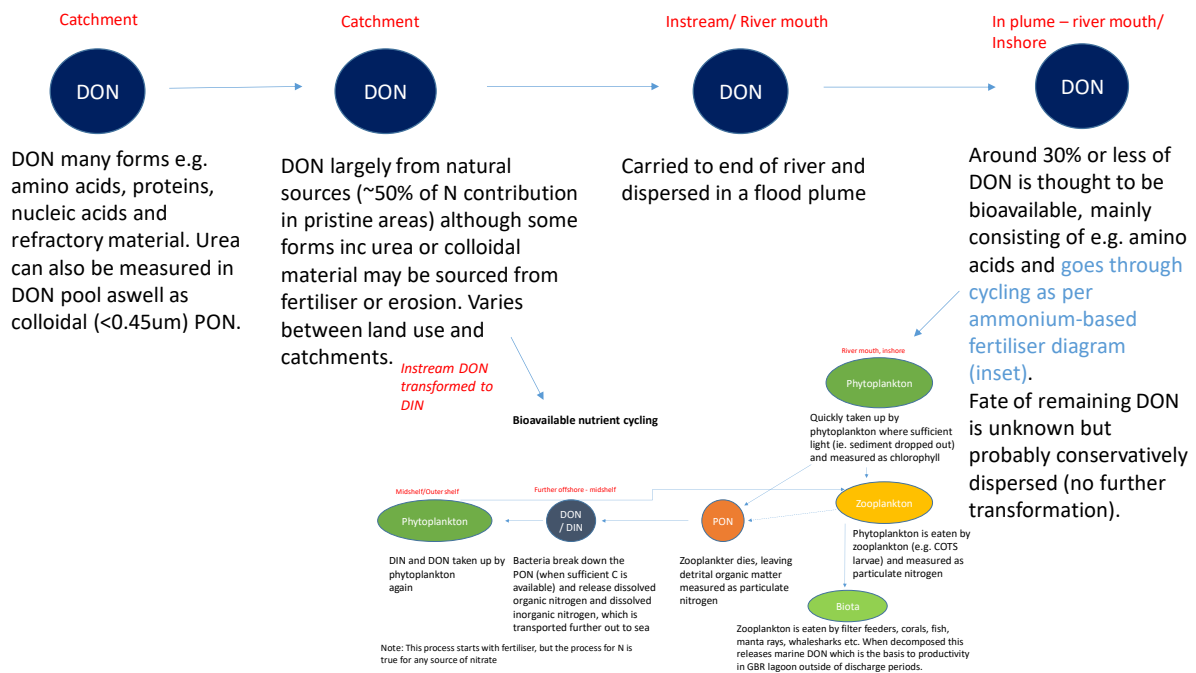 Catchment
Catchment
Instream/ River mouth
In plume – river mouth/
Inshore
DON
DON
DON
DON
DON many forms e.g.
amino acids, proteins,
nucleic acids and
refractory material. Urea
can also be measured in
DON pool aswell as
colloidal (<0.45um) PON.
DON largely from natural
sources (~50% of N contribution
in pristine areas) although some
forms inc urea or colloidal
material may be sourced from
fertiliser or erosion. Varies
between land use and
catchments.
Carried to end of river and
dispersed in a flood plume
Around 30% or less of
DON is thought to be
bioavailable, mainly
consisting of e.g. amino
acids and goes through
cycling as per
ammonium-based
fertiliser diagram
(inset).
Fate of remaining DON
is unknown but
probably conservatively
dispersed (no further
transformation).
Instream DON
transformed to
DIN
Bioavailable nutrient cycling
River mouth, inshore
Phytoplankton
Quickly taken up by
phytoplankton where sufficient
light (ie. sediment dropped out)
and measured as chlorophyll
Midshelf/Outer shelf
Phytoplankton
DIN and DON taken up by
phytoplankton
again
Further offshore - midshelf
DON
/ DIN
Bacteria break down the
PON (when sufficient C is
available) and release dissolved
organic nitrogen and dissolved
inorganic nitrogen, which is
transported further out to sea
PON
Zooplankter dies, leaving
detrital organic matter
measured as particulate
nitrogen
Zooplankton
Phytoplankton is eaten by
zooplankton (e.g. COTS
larvae) and measured as
particulate nitrogen
Biota
Zooplankton is eaten by filter feeders, corals, fish,
manta rays, whalesharks etc. When decomposed this
releases marine DON which is the basis to productivity
in GBR lagoon outside of discharge periods.
Note: This process starts with fertiliser, but the process for N is
true for any source of nitrate